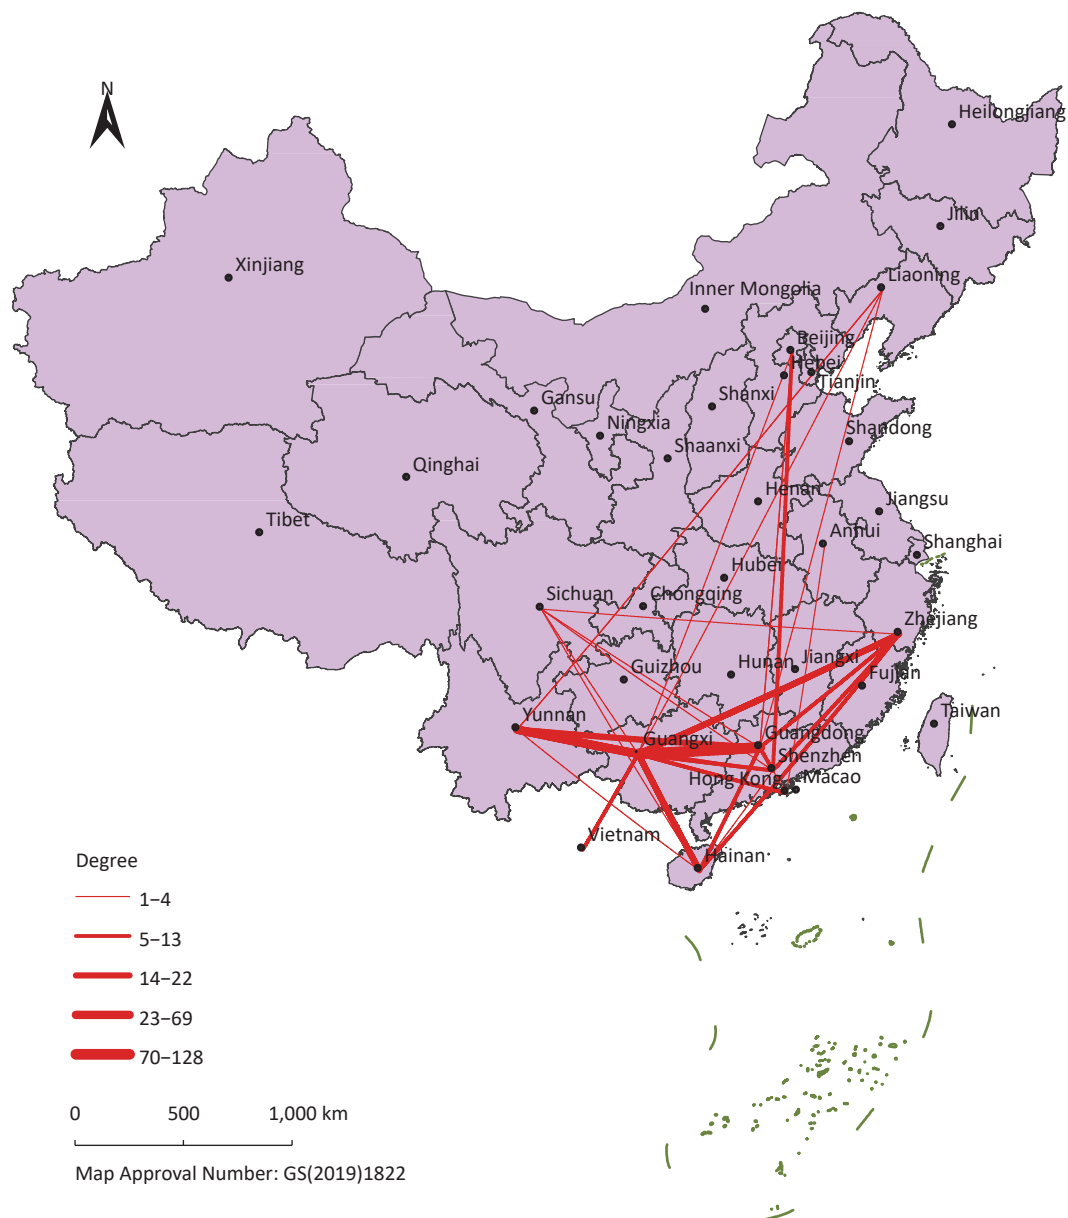 N
Heilongjiang
Jilin
Xinjiang
Liaoning
Inner Mongolia
Beijing
Hebei
Tianjin
Gansu
Shanxi
Ningxia
Shandong
Shaanxi
Qinghai
Henan
Jiangsu
Tibet
Anhui
Shanghai
Hubei
Sichuan
Chongqing
Zhejiang
Guizhou
Hunan
Jiangxi
Fujian
Yunnan
Taiwan
Guangxi
Guangdong
Shenzhen
Hong Kong
Macao
Vietnam
Hainan
Degree
1–4
5–13
14–22
23–69
70–128
0 500 1,000 km
Map Approval Number: GS(2019)1822